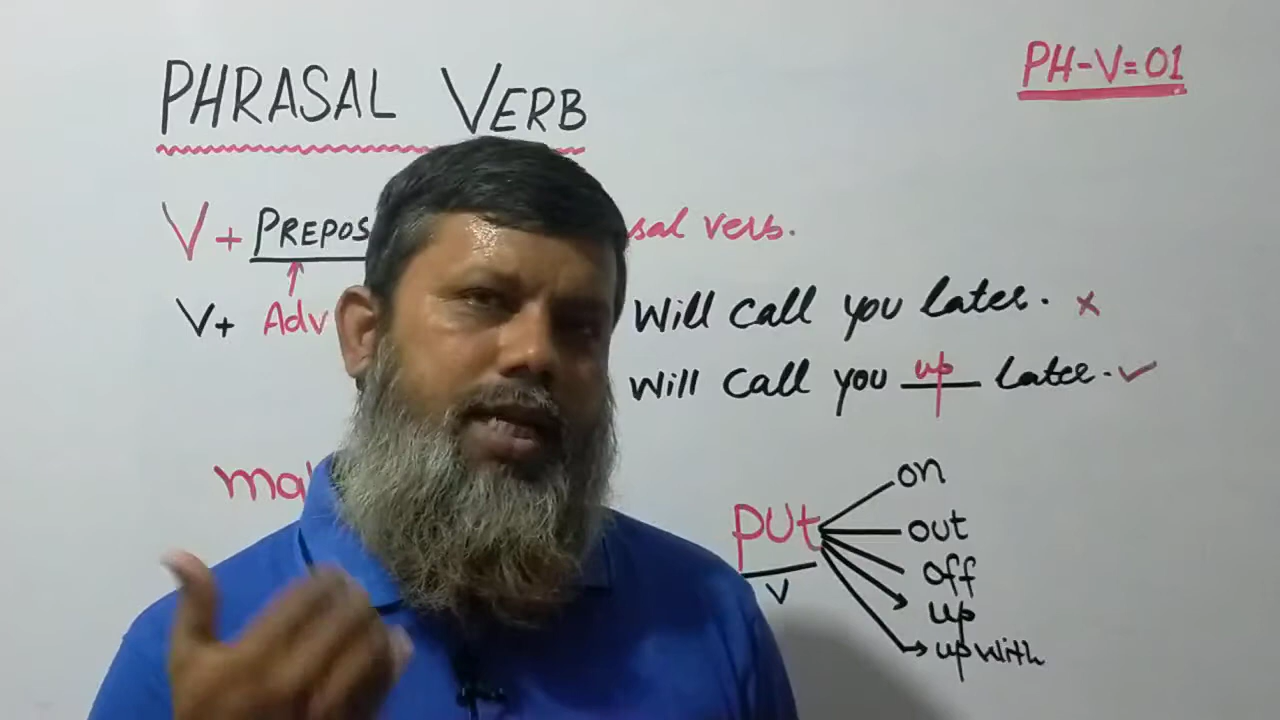 PHRASAL VERB
PH-V=01
V + PREPOS sal verb.
V+ Adv Will Call you later. ×
Will Call you up later. ✓
put
V
on
out
off
up
up with